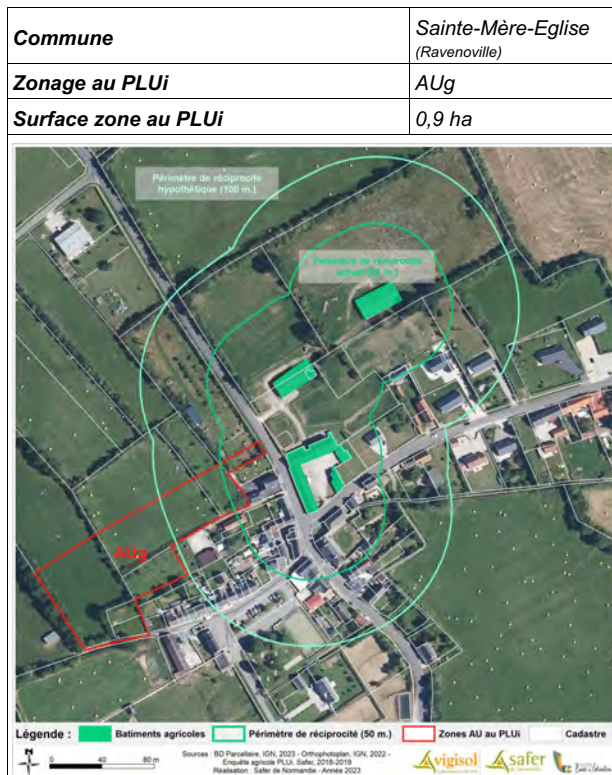 Commune
Sainte-Mère-Eglise
(Ravenoville)
Zonage au PLUi
AUg
Surface zone au PLUi
0,9 ha
Périmètre de réciprocité
hypothétique (100 m.)
Périmètre de réciprocité
actuel (50 m.)
AUg
Légende :
Batiments agricoles
Périmètre de réciprocité (50 m.)
Zones AU au PLUi
Cadastre
N
0 40 80 m
Sources : BD Parcellaire, IGN, 2023 - Orthophotoplan, IGN, 2022 -
Enquête agricole PLUi, Safer, 2018-2019
Réalisation : Safer de Normandie - Année 2023
vigisol
safer